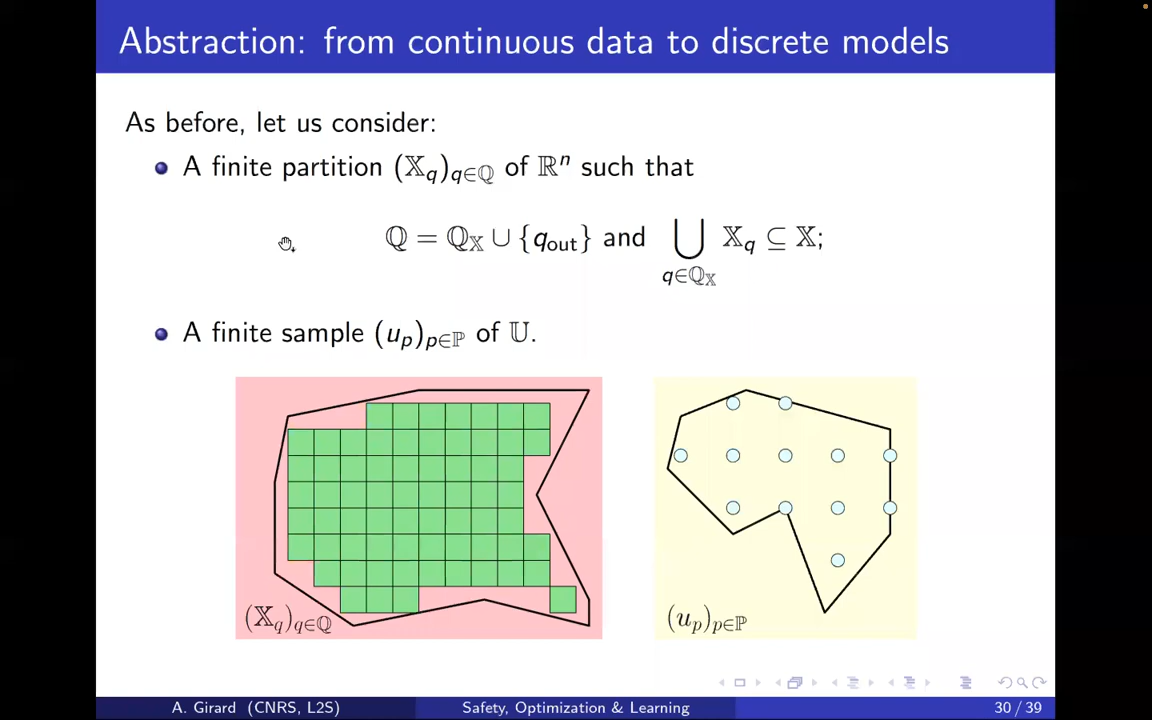 Abstraction: from continuous data to discrete models
As before, let us consider:
A finite partition (𝕏_q)_{q∈ℚ} of ℝⁿ such that
ℚ = ℚ_𝕏 ∪ {q_out} and ⋃_{q∈ℚ_𝕏} 𝕏_q ⊆ 𝕏;
A finite sample (u_p)_{p∈ℙ} of 𝕌.
(𝕏_q)_{q∈ℚ}
(u_p)_{p∈ℙ}
A. Girard (CNRS, L2S)
Safety, Optimization & Learning
30 / 39